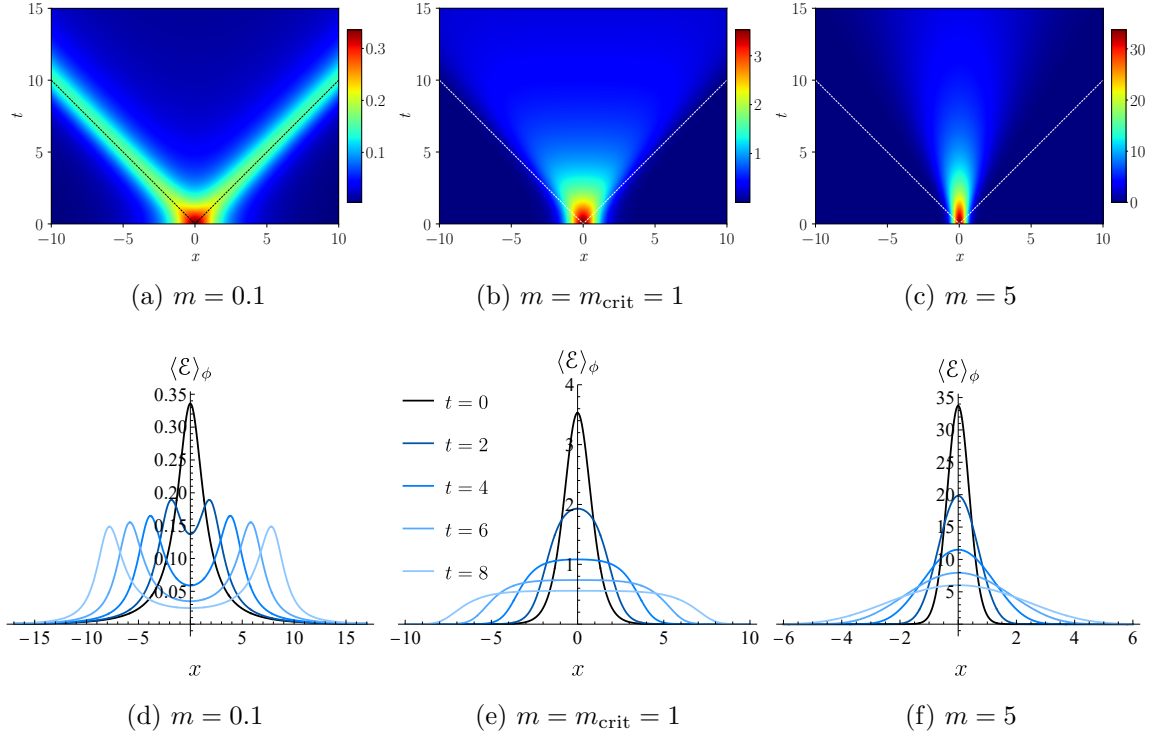 15
10
5
0
t
−10 −5 0 5 10
x
0.3
0.2
0.1
(a) m = 0.1
15
10
5
0
t
−10 −5 0 5 10
x
3
2
1
(b) m = m_crit = 1
15
10
5
0
t
−10 −5 0 5 10
x
30
20
10
0
(c) m = 5
⟨ℰ⟩_ϕ
0.35
0.30
0.25
0.20
0.15
0.10
0.05
−15 −10 −5 0 5 10 15
x
(d) m = 0.1
⟨ℰ⟩_ϕ
4
3
2
1
t = 0
t = 2
t = 4
t = 6
t = 8
−10 −5 0 5 10
x
(e) m = m_crit = 1
⟨ℰ⟩_ϕ
35
30
25
20
15
10
5
−6 −4 −2 0 2 4 6
x
(f) m = 5